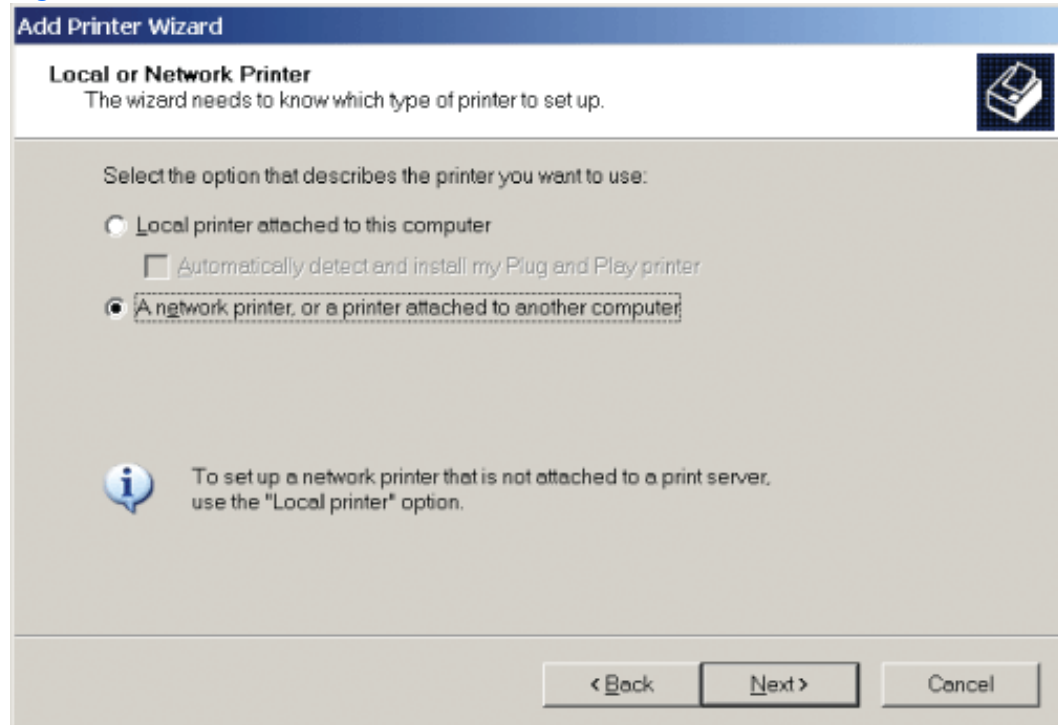 Add Printer Wizard
Local or Network Printer
The wizard needs to know which type of printer to set up.
Select the option that describes the printer you want to use:
Local printer attached to this computer
Automatically detect and install my Plug and Play printer
A network printer, or a printer attached to another computer
To set up a network printer that is not attached to a print server,
use the "Local printer" option.
< Back
Next >
Cancel